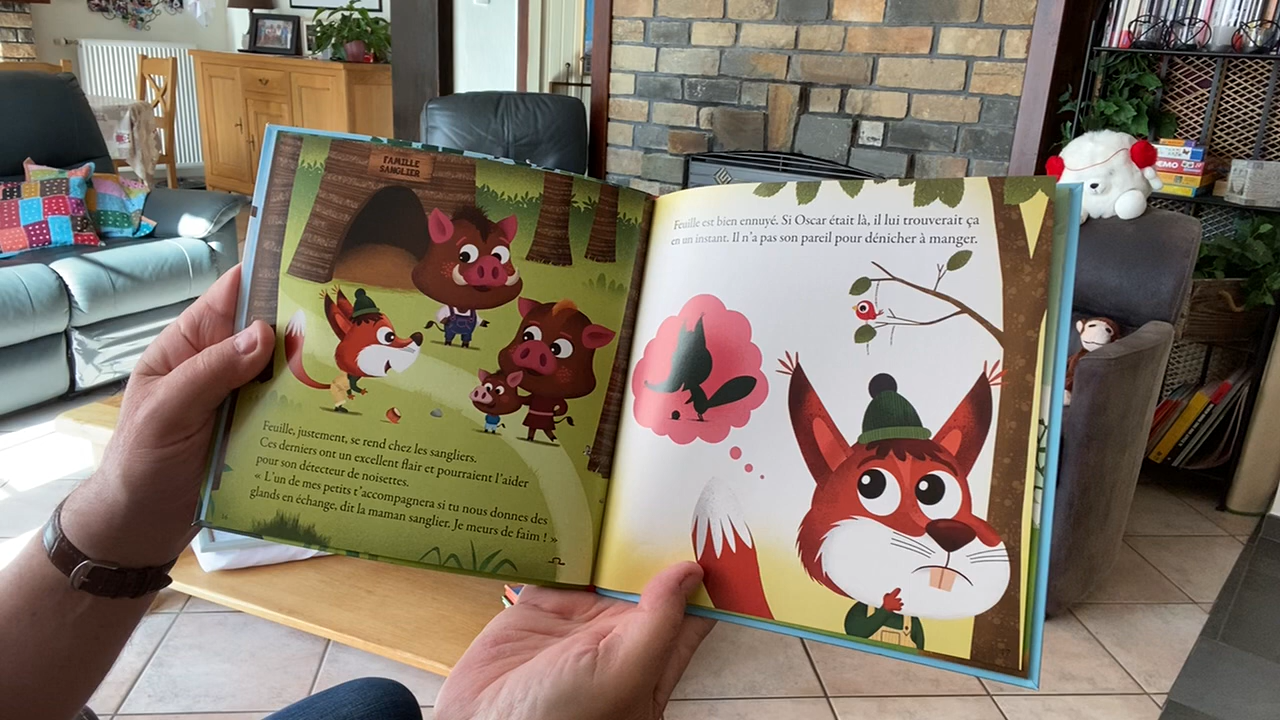 FAMILLE
SANGLIER
Feuille, justement, se rend chez les sangliers.
Ces derniers ont un excellent flair et pourraient l'aider
pour son détecteur de noisettes.
« L'un de mes petits t'accompagnera si tu nous donnes des
glands en échange, dit la maman sanglier. Je meurs de faim ! »
Feuille est bien ennuyé. Si Oscar était là, il lui trouverait ça
en un instant. Il n'a pas son pareil pour dénicher à manger.